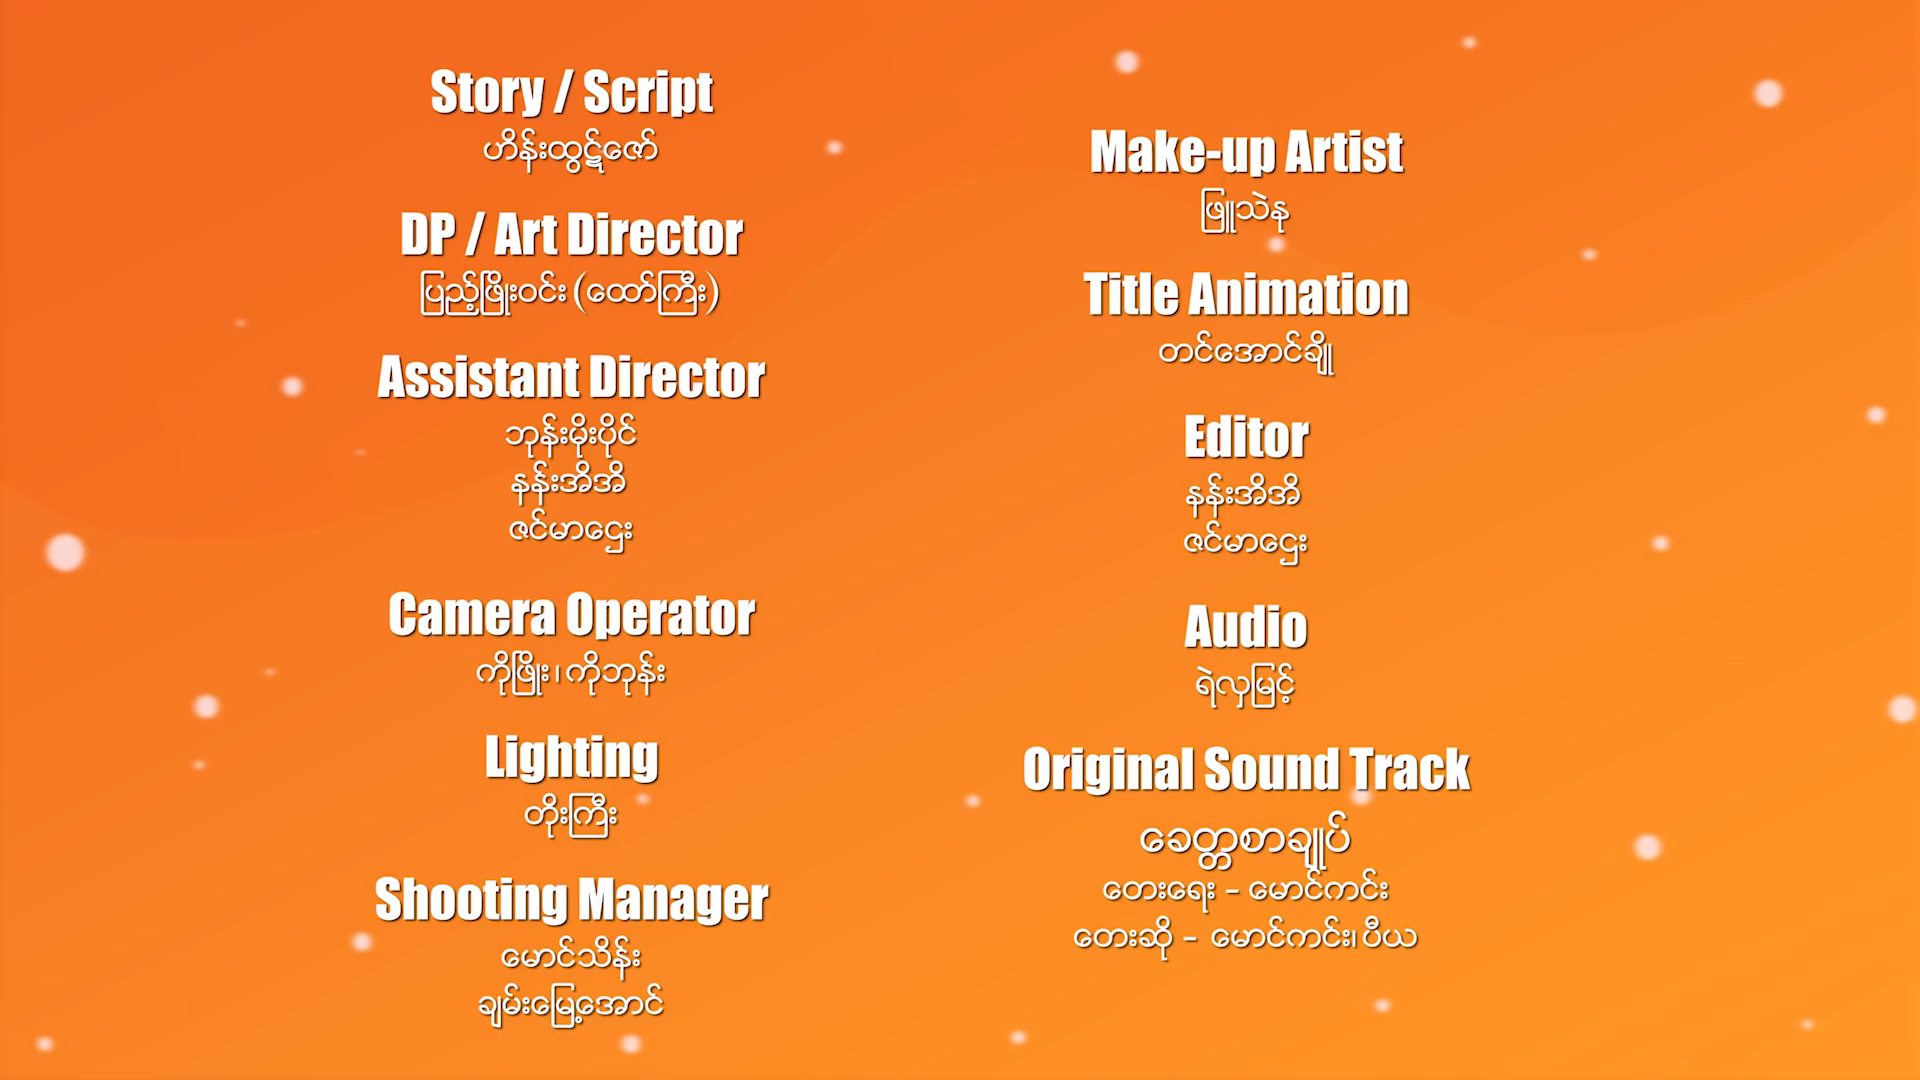 Story / Script
ဟိန်းထွဋ်ဇော်
DP / Art Director
ပြည့်ဖြိုးဝင်း (ထော်ကြီး)
Assistant Director
ဘုန်းမိုးပိုင်
နန်းအိအိ
ဇင်မာဌေး
Camera Operator
ကိုဖြိုး၊ ကိုဘုန်း
Lighting
တိုးကြီး
Shooting Manager
မောင်သိန်း
ချမ်းမြေ့အောင်
Make-up Artist
ဖြူသဲန
Title Animation
တင်အောင်ချို
Editor
နန်းအိအိ
ဇင်မာဌေး
Audio
ရဲလှမြင့်
Original Sound Track
ခေတ္တစာချုပ်
တေးရေး - မောင်ကင်း
တေးဆို - မောင်ကင်း၊ ပီယ